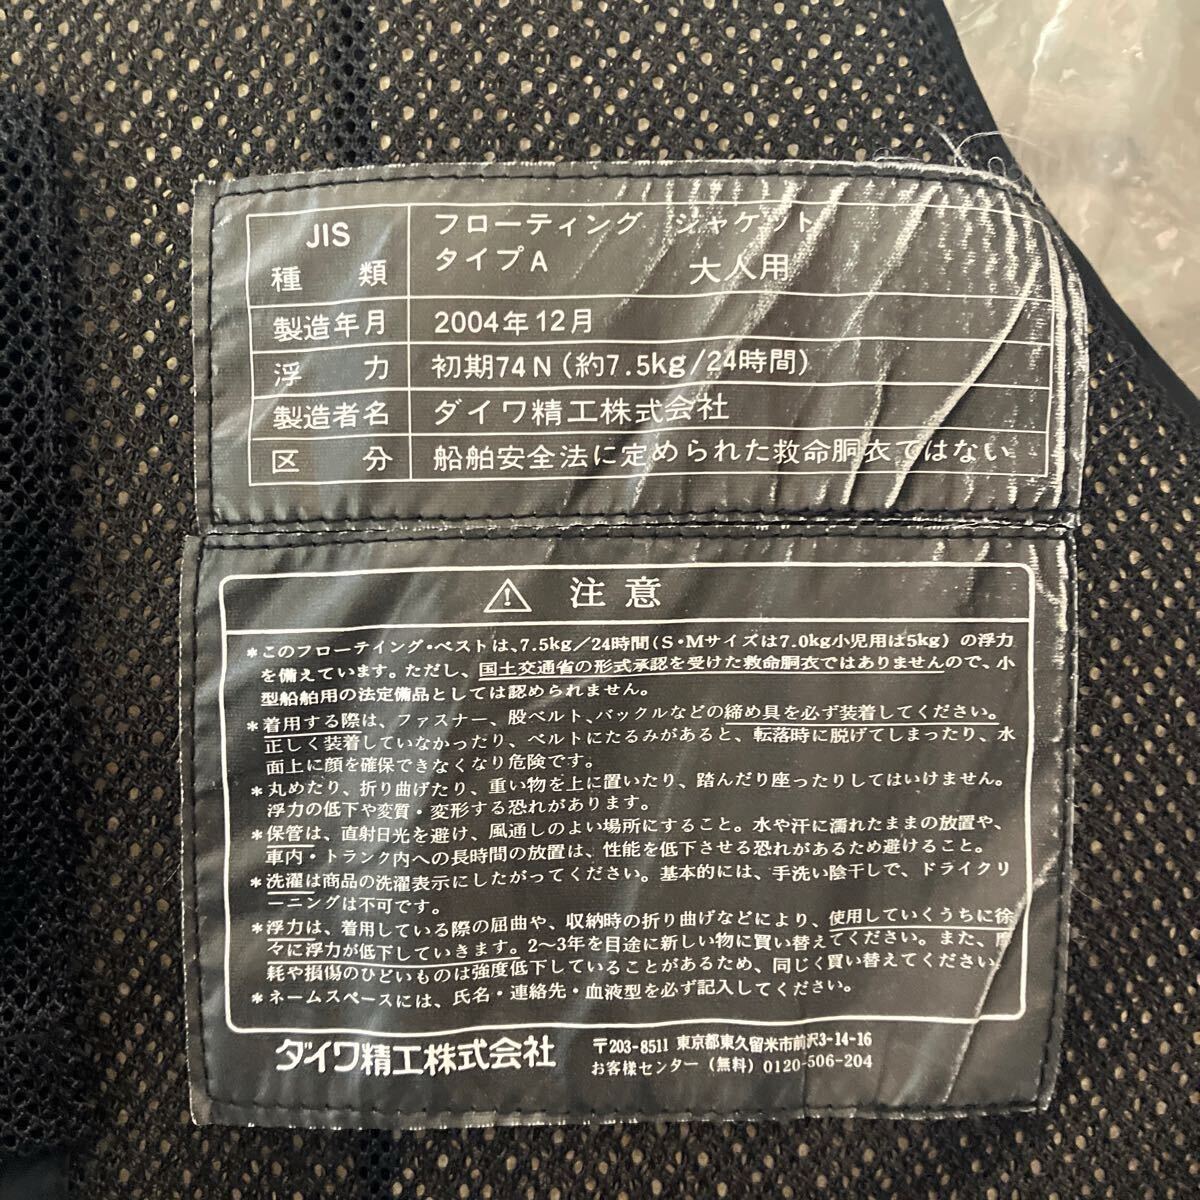 JIS
種類
フローティング ジャケット
タイプA 大人用
製造年月 2004年12月
浮力 初期74N(約7.5kg/24時間)
製造者名 ダイワ精工株式会社
区分 船舶安全法に定められた救命胴衣ではない
注意
*このフローティング・ベストは、7.5kg/24時間(S・Mサイズは7.0kg小児用は5kg)の浮力
を備えています。ただし、国土交通省の形式承認を受けた救命胴衣ではありませんので、小
型船舶用の法定備品としては認められません。
*着用する際は、ファスナー、股ベルト、バックルなどの締め具を必ず装着してください。
正しく装着していなかったり、ベルトにたるみがあると、転落時に脱げてしまったり、水
面上に顔を確保できなくなり危険です。
*丸めたり、折り曲げたり、重い物を上に置いたり、踏んだり座ったりしてはいけません。
浮力の低下や変質・変形する恐れがあります。
*保管は、直射日光を避け、風通しのよい場所にすること。水や汗に濡れたままの放置や、
車内・トランク内への長時間の放置は、性能を低下させる恐れがあるため避けること。
*洗濯は商品の洗濯表示にしたがってください。基本的には、手洗い陰干しで、ドライクリ
ーニングは不可です。
*浮力は、着用している際の屈曲や、収納時の折り曲げなどにより、使用していくうちに徐
々に浮力が低下していきます。2〜3年を目途に新しい物に買い替えてください。また、摩
耗や損傷のひどいものは強度低下していることがあるため、同じく買い替えてください。
*ネームスペースには、氏名・連絡先・血液型を必ず記入してください。
ダイワ精工株式会社
〒203-8511 東京都東久留米市前沢3-14-16
お客様センター(無料)0120-506-204